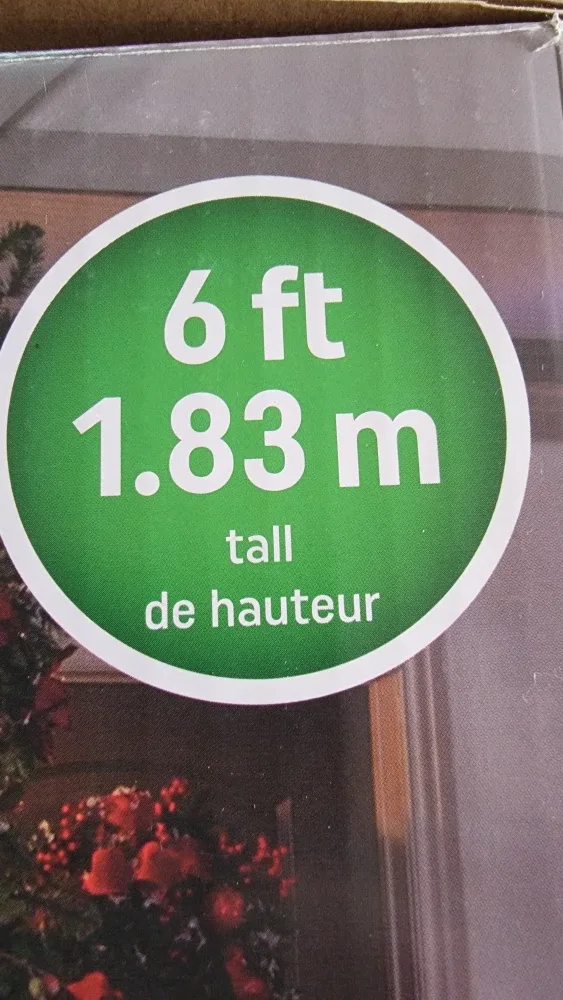 6 ft
1.83 m
tall
de hauteur